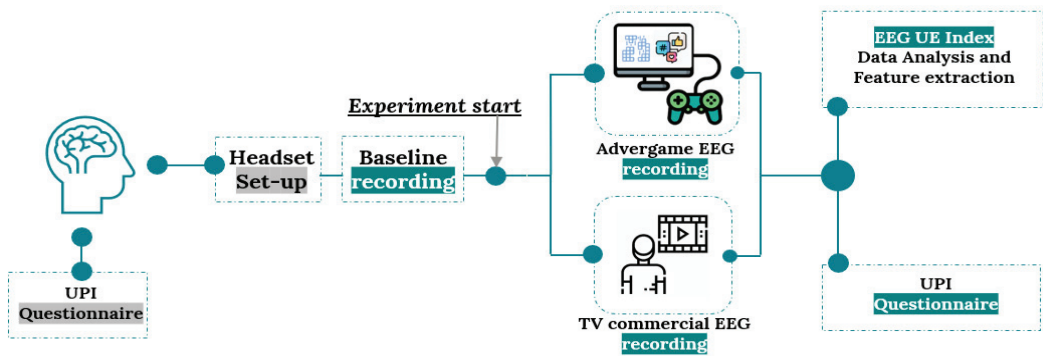 UPI
Questionnaire
Headset
Set-up
Baseline
recording
Experiment start
#
Advergame EEG
recording
TV commercial EEG
recording
EEG UE Index
Data Analysis and
Feature extraction
UPI
Questionnaire